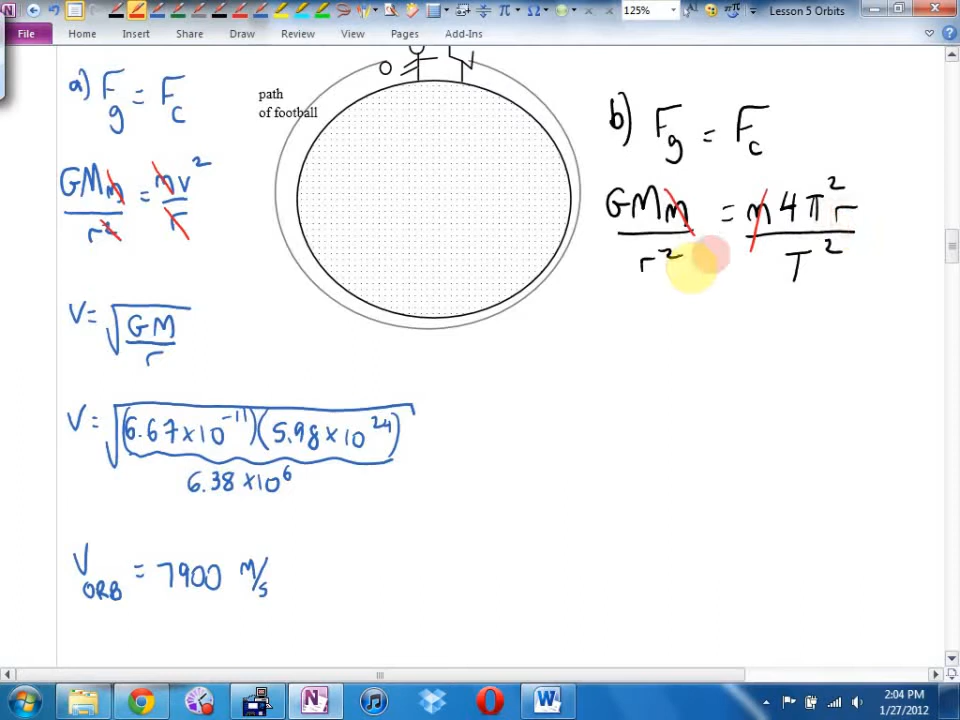 125%
Lesson 5 Orbits
File Home Insert Share Draw Review View Pictures Add-Ins
a) Fg = Fc
GMm/r² = mv²/r
V = √(GM/r)
V = √((6.67×10⁻¹¹)(5.98×10²⁴)/6.38×10⁶)
V ORB = 7900 m/s
path
of football
b) Fg = Fc
GMm/r² = m4π²r/T²
2:04 PM
1/27/2012